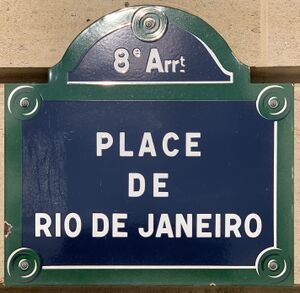 8e Arrt
PLACE
DE
RIO DE JANEIRO